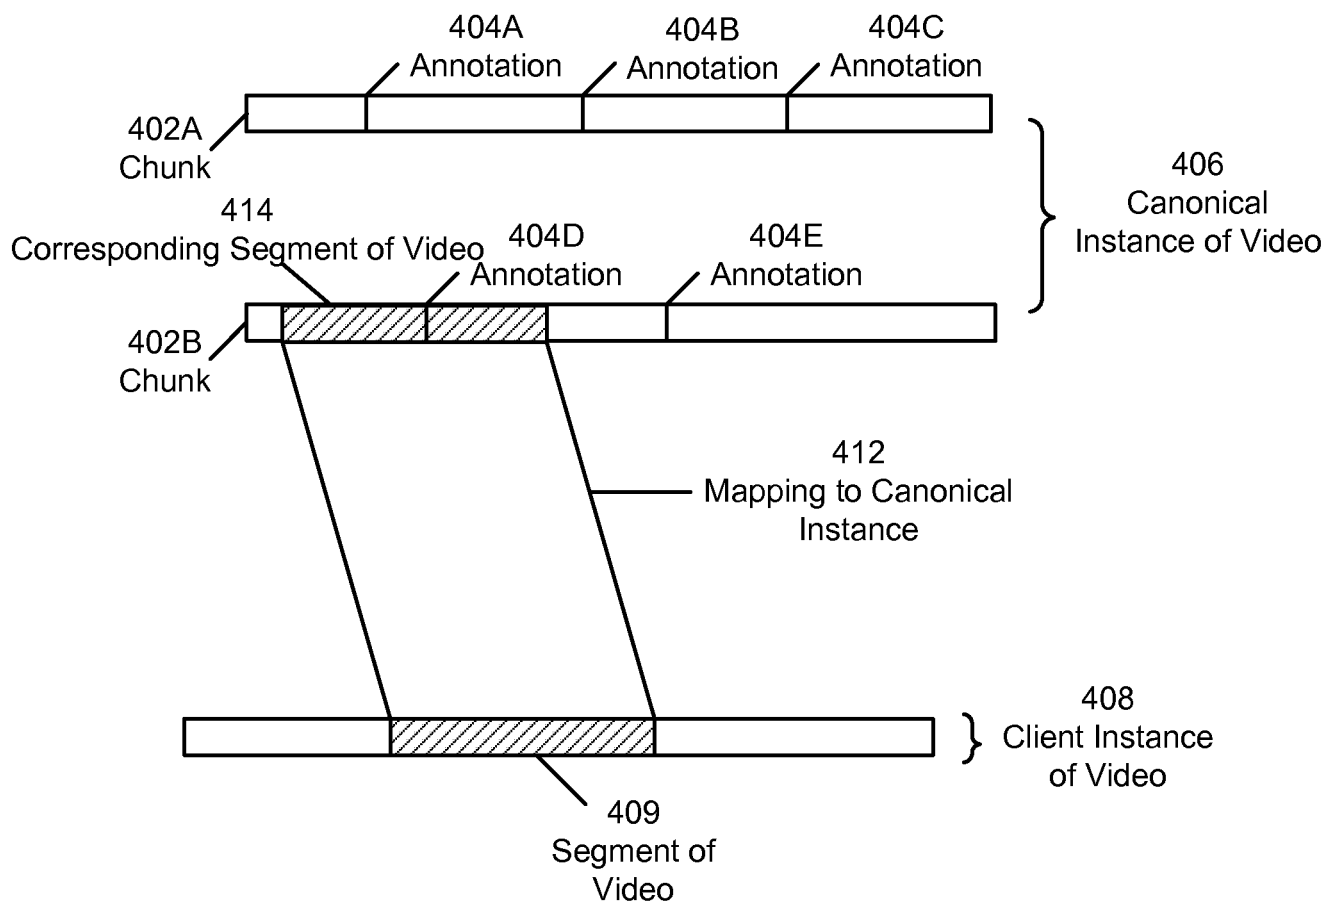 404A
Annotation
404B
Annotation
404C
Annotation
402A
Chunk
406
Canonical
Instance of Video
414
Corresponding Segment of Video
404D
Annotation
404E
Annotation
402B
Chunk
412
Mapping to Canonical
Instance
408
Client Instance
of Video
409
Segment of
Video